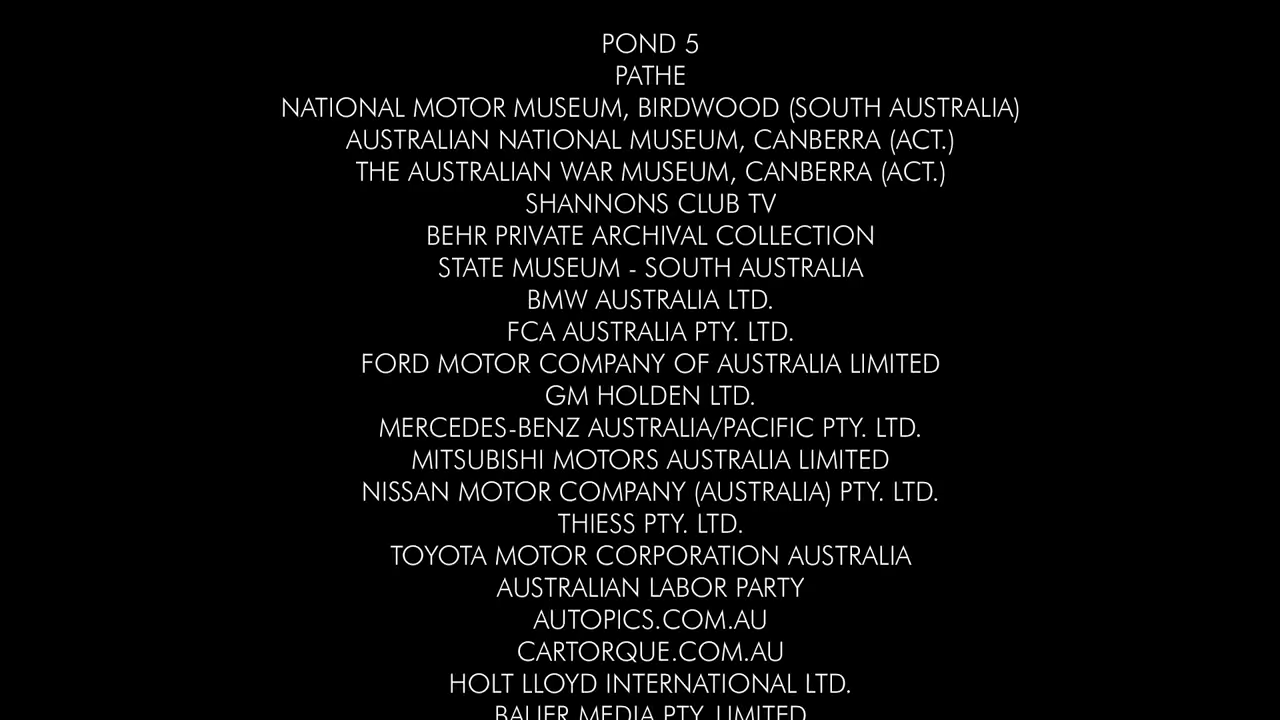 POND 5
PATHE
NATIONAL MOTOR MUSEUM, BIRDWOOD (SOUTH AUSTRALIA)
AUSTRALIAN NATIONAL MUSEUM, CANBERRA (ACT.)
THE AUSTRALIAN WAR MUSEUM, CANBERRA (ACT.)
SHANNONS CLUB TV
BEHR PRIVATE ARCHIVAL COLLECTION
STATE MUSEUM - SOUTH AUSTRALIA
BMW AUSTRALIA LTD.
FCA AUSTRALIA PTY. LTD.
FORD MOTOR COMPANY OF AUSTRALIA LIMITED
GM HOLDEN LTD.
MERCEDES-BENZ AUSTRALIA/PACIFIC PTY. LTD.
MITSUBISHI MOTORS AUSTRALIA LIMITED
NISSAN MOTOR COMPANY (AUSTRALIA) PTY. LTD.
THIESS PTY. LTD.
TOYOTA MOTOR CORPORATION AUSTRALIA
AUSTRALIAN LABOR PARTY
AUTOPICS.COM.AU
CARTORQUE.COM.AU
HOLT LLOYD INTERNATIONAL LTD.
BAUER MEDIA PTY. LIMITED